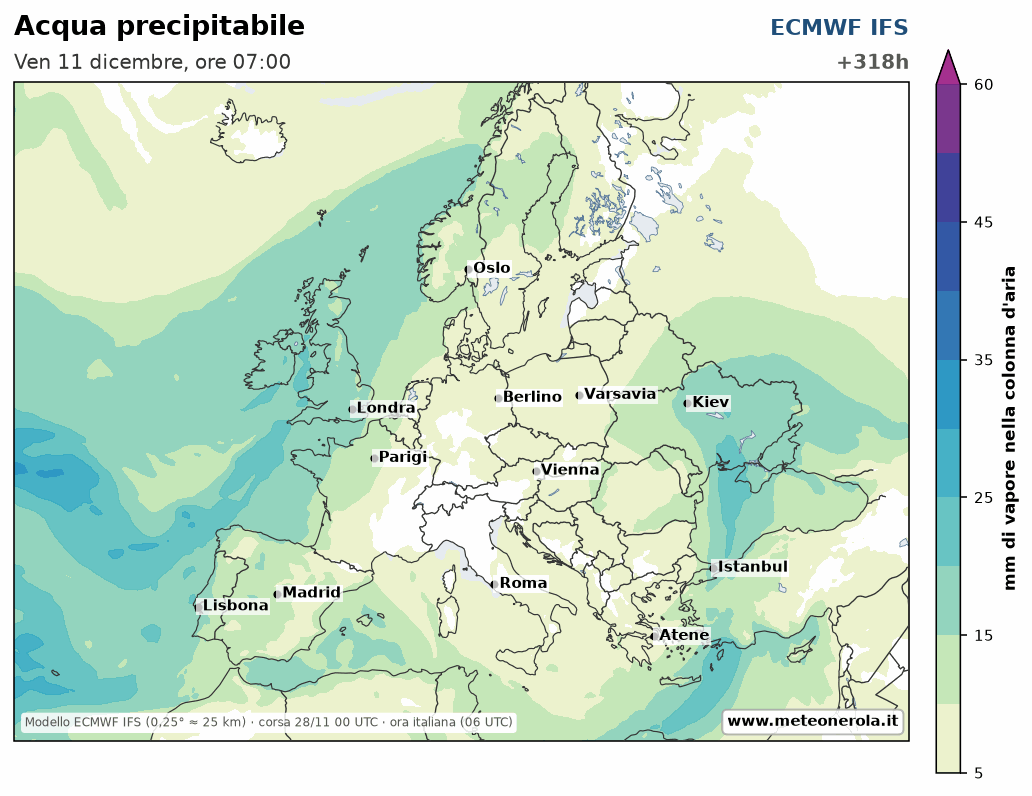 Acqua precipitabile
ECMWF IFS
Ven 11 dicembre, ore 07:00
+318h
60
45
35
25
15
5
mm di vapore nella colonna d'aria
Oslo
Londra
Berlino
Varsavia
Kiev
Parigi
Vienna
Istanbul
Roma
Madrid
Lisbona
Atene
Modello ECMWF IFS (0,25° ≈ 25 km) · corsa 28/11 00 UTC · ora italiana (06 UTC)
www.meteonerola.it